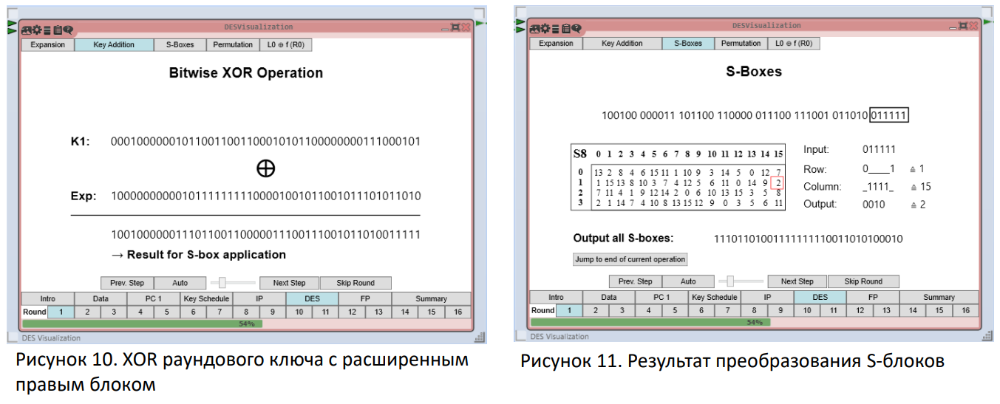 DESVisualization
Expansion Key Addition S-Boxes Permutation L0 ⊕ f (R0)
Bitwise XOR Operation
K1: 000100000010110011001100010101100000000111000101
⊕
Exp: 100000000001011111111100001001011001011101011010
100100000011101100110000011100111001011010011111
→ Result for S-box application
Prev. Step Auto Next Step Skip Round
Intro Data PC 1 Key Schedule IP DES FP Summary
Round 1 2 3 4 5 6 7 8 9 10 11 12 13 14 15 16
54%
DES Visualization
Рисунок 10. XOR раундового ключа с расширенным
правым блоком
DESVisualization
Expansion Key Addition S-Boxes Permutation L0 ⊕ f (R0)
S-Boxes
100100 000011 101100 110000 011100 111001 011010 011111
S8 0 1 2 3 4 5 6 7 8 9 10 11 12 13 14 15
0 13 2 8 4 6 15 11 1 10 9 3 14 5 0 12 7
1 1 15 13 8 10 3 7 4 12 5 6 11 0 14 9 2
2 7 11 4 1 9 12 14 2 0 6 10 13 15 3 5 8
3 2 1 14 7 4 10 8 13 15 12 9 0 3 5 6 11
Input: 011111
Row: 0____1 ≙ 1
Column: _1111_ ≙ 15
Output: 0010 ≙ 2
Output all S-boxes: 11101101001111111110011010100010
Jump to end of current operation
Prev. Step Auto Next Step Skip Round
Intro Data PC 1 Key Schedule IP DES FP Summary
Round 1 2 3 4 5 6 7 8 9 10 11 12 13 14 15 16
54%
DES Visualization
Рисунок 11. Результат преобразования S-блоков